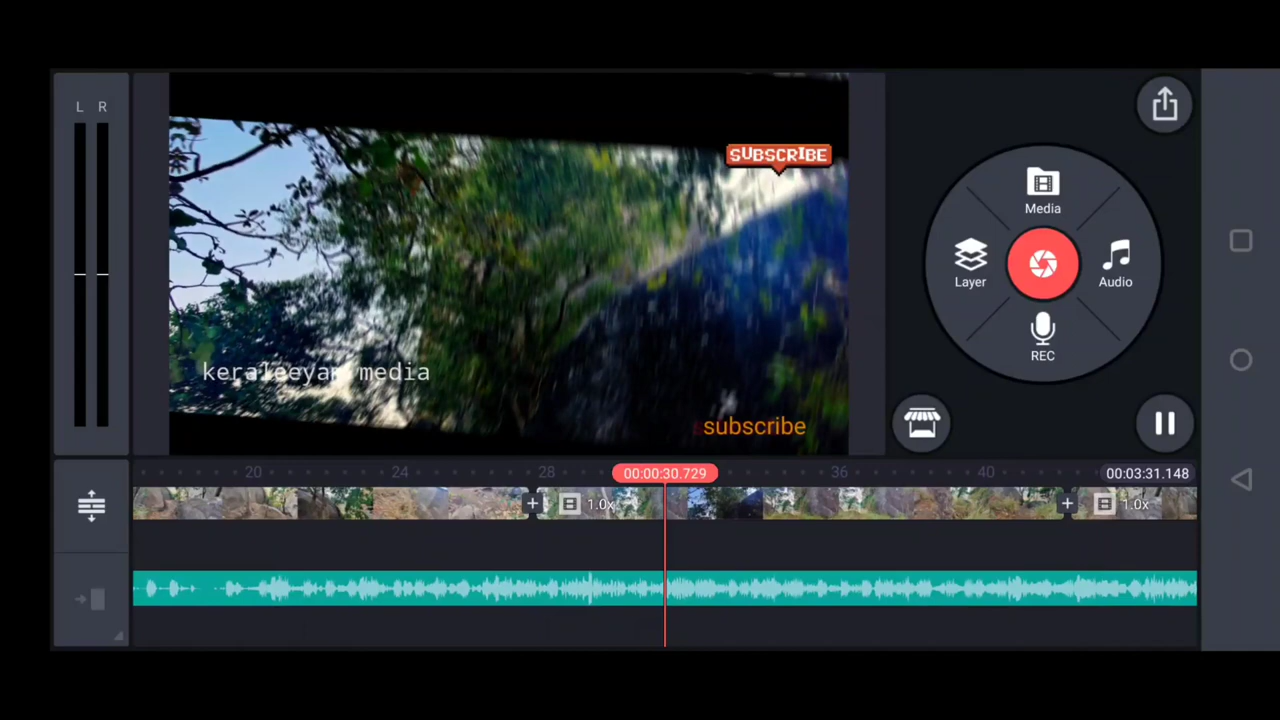 L R
SUBSCRIBE
keraleeyam media
subscribe
Media
Layer
Audio
REC
20 24 28 00:00:30.729 36 40 00:03:31.148
1.0x 1.0x